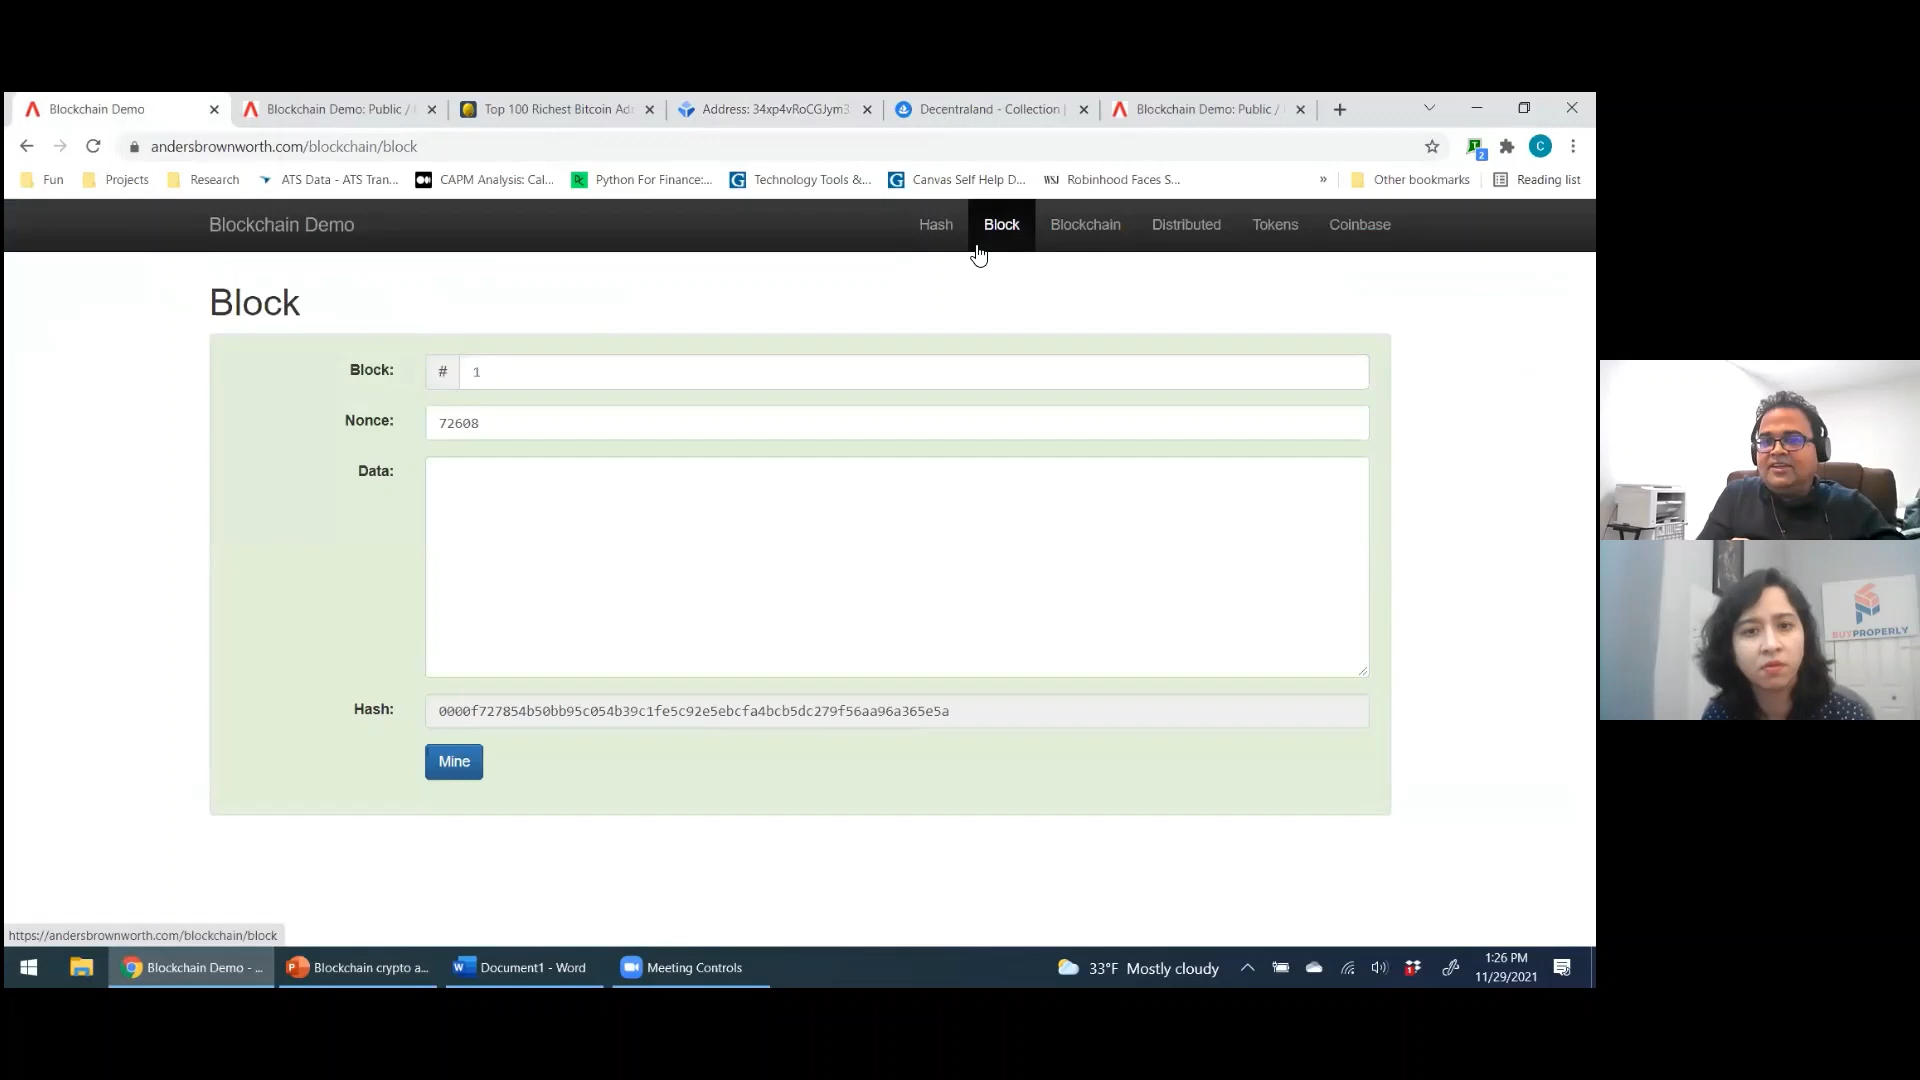 Blockchain Demo
Blockchain Demo: Public /
Top 100 Richest Bitcoin Ad
Address: 34xp4vRoCGJym3
Decentraland - Collection
Blockchain Demo: Public /
andersbrownworth.com/blockchain/block
C
2
Fun
Projects
Research
ATS Data - ATS Tran...
CAPM Analysis: Cal...
Python For Finance:...
Technology Tools &...
Canvas Self Help D...
WSJ Robinhood Faces S...
»
Other bookmarks
Reading list
Blockchain Demo
Hash
Block
Blockchain
Distributed
Tokens
Coinbase
Block
Block:
# 1
Nonce:
72608
Data:
Hash:
0000f727854b50bb95c054b39c1fe5c92e5ebcfa4bcb5dc279f56aa96a365e5a
Mine
BUYPROPERLY
https://andersbrownworth.com/blockchain/block
Blockchain Demo - ...
Blockchain crypto a...
Document1 - Word
Meeting Controls
33°F Mostly cloudy
1:26 PM
11/29/2021